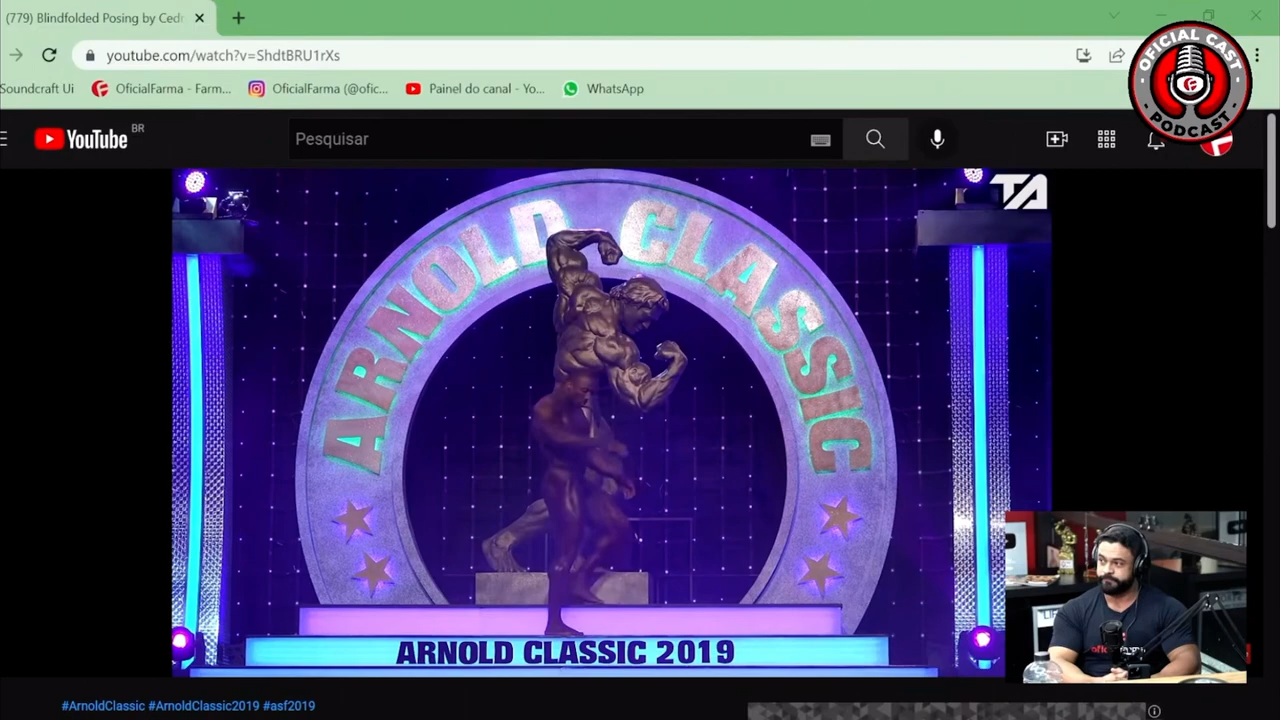 (779) Blindfolded Posing by Cedr
youtube.com/watch?v=ShdtBRU1rXs
Soundcraft Ui
OficialFarma - Farm...
OficialFarma (@ofic...
Painel do canal - Yo...
WhatsApp
OFICIAL CAST
PODCAST
YouTube
BR
Pesquisar
TA
ARNOLD CLASSIC
ARNOLD CLASSIC 2019
#ArnoldClassic #ArnoldClassic2019 #asf2019